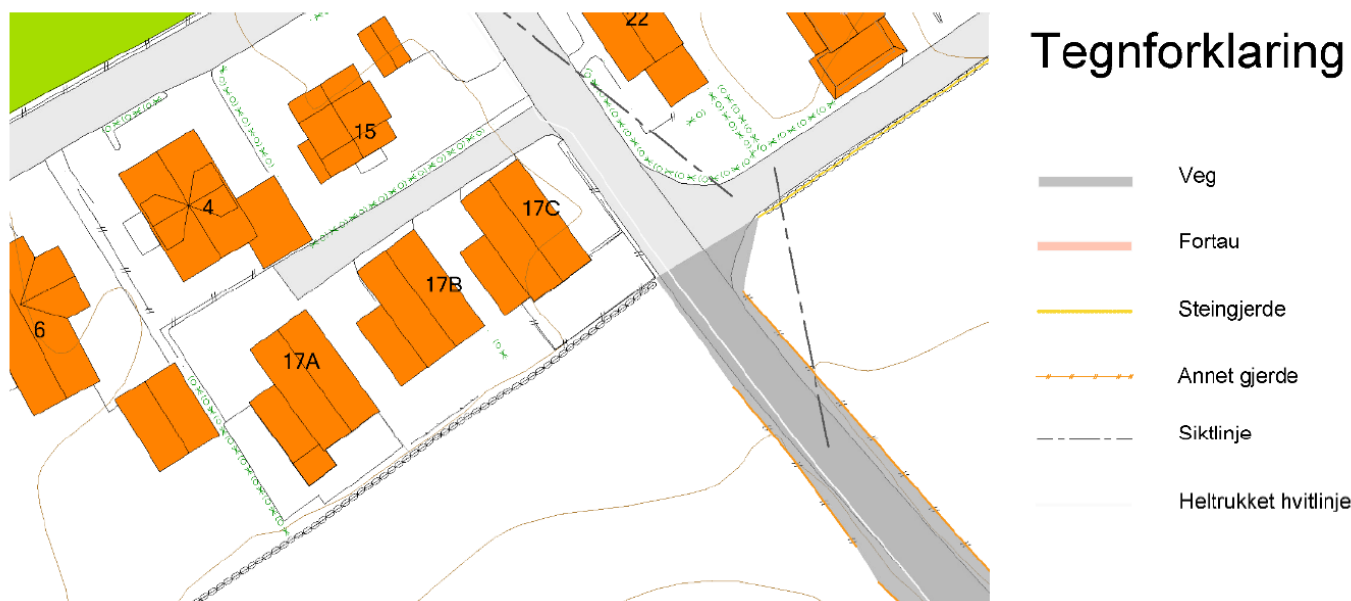 22
15
4
17C
17B
17A
6
Tegnforklaring
Veg
Fortau
Steingjerde
Annet gjerde
Siktlinje
Heltrukket hvitlinje